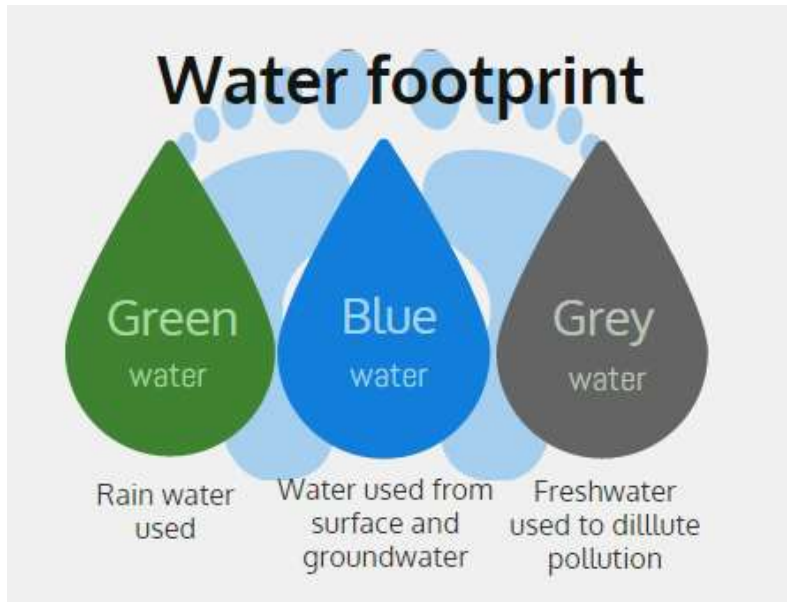 Water footprint
Green
water
Blue
water
Grey
water
Rain water
used
Water used from
surface and
groundwater
Freshwater
used to dilllute
pollution